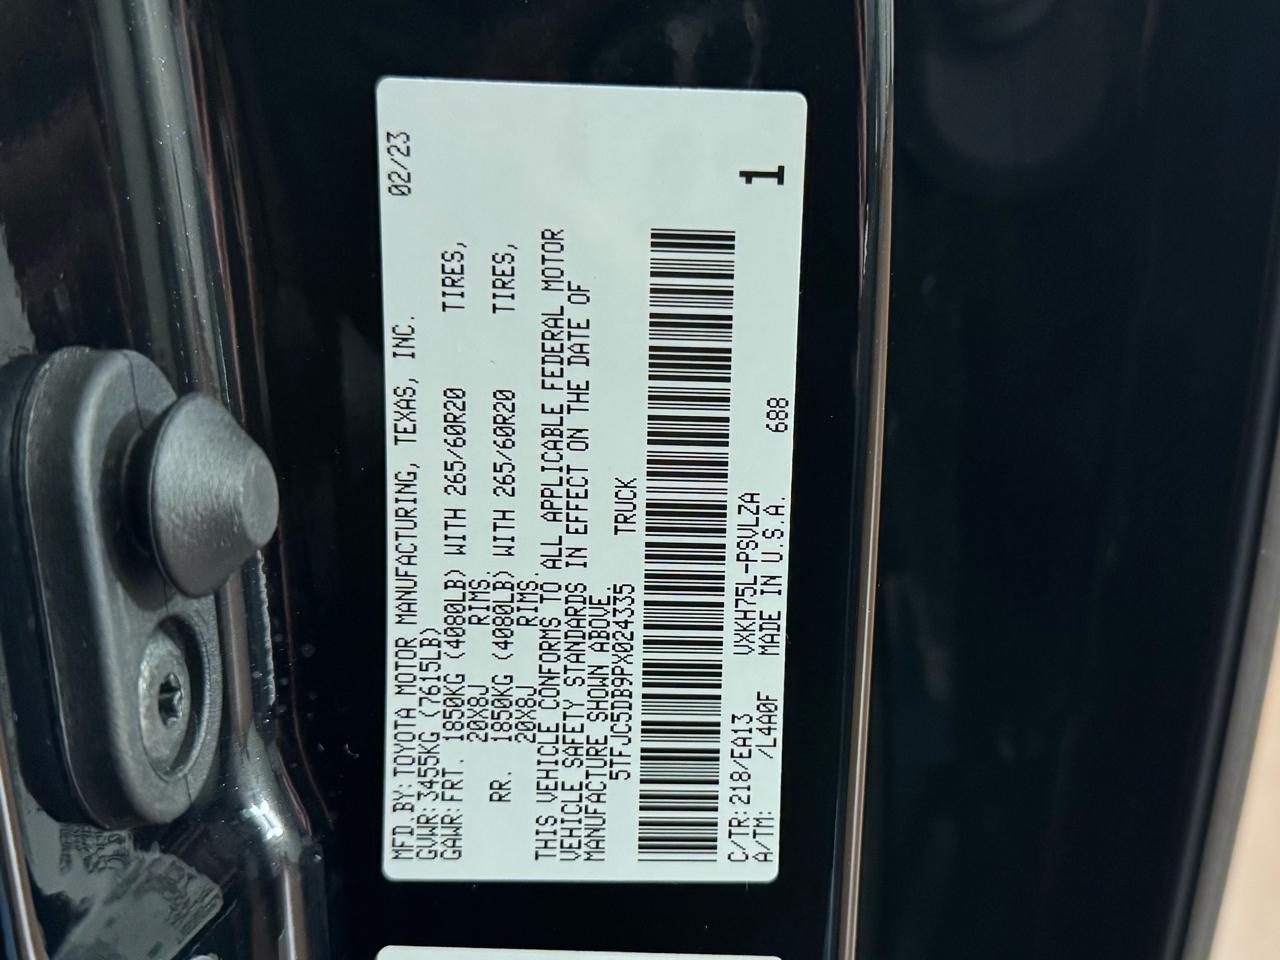 MFD.BY:TOYOTA MOTOR MANUFACTURING, TEXAS, INC. 02/23
GVWR:3455KG (7615LB)
GAWR:FRT. 1850KG (4080LB) WITH 265/60R20 TIRES,
20X8J RIMS.
RR. 1850KG (4080LB) WITH 265/60R20 TIRES,
20X8J RIMS.
THIS VEHICLE CONFORMS TO ALL APPLICABLE FEDERAL MOTOR
VEHICLE SAFETY STANDARDS IN EFFECT ON THE DATE OF
MANUFACTURE SHOWN ABOVE.
5TFJC5DB9PX024335 TRUCK
C/TR:218/EA13 VXKH75L-PSVLZA
A/TM: /L4A0F MADE IN U.S.A. 688
1